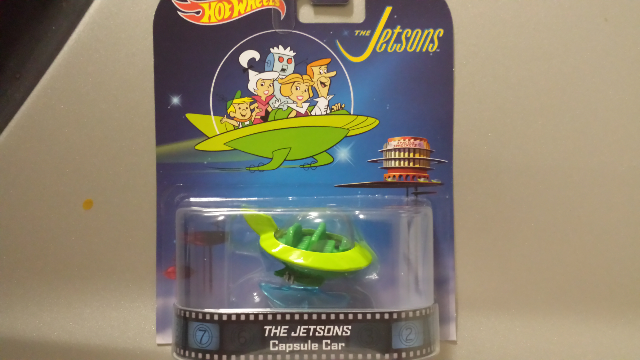 HOT WHEELS
THE Jetsons
7
THE JETSONS
2
Capsule Car